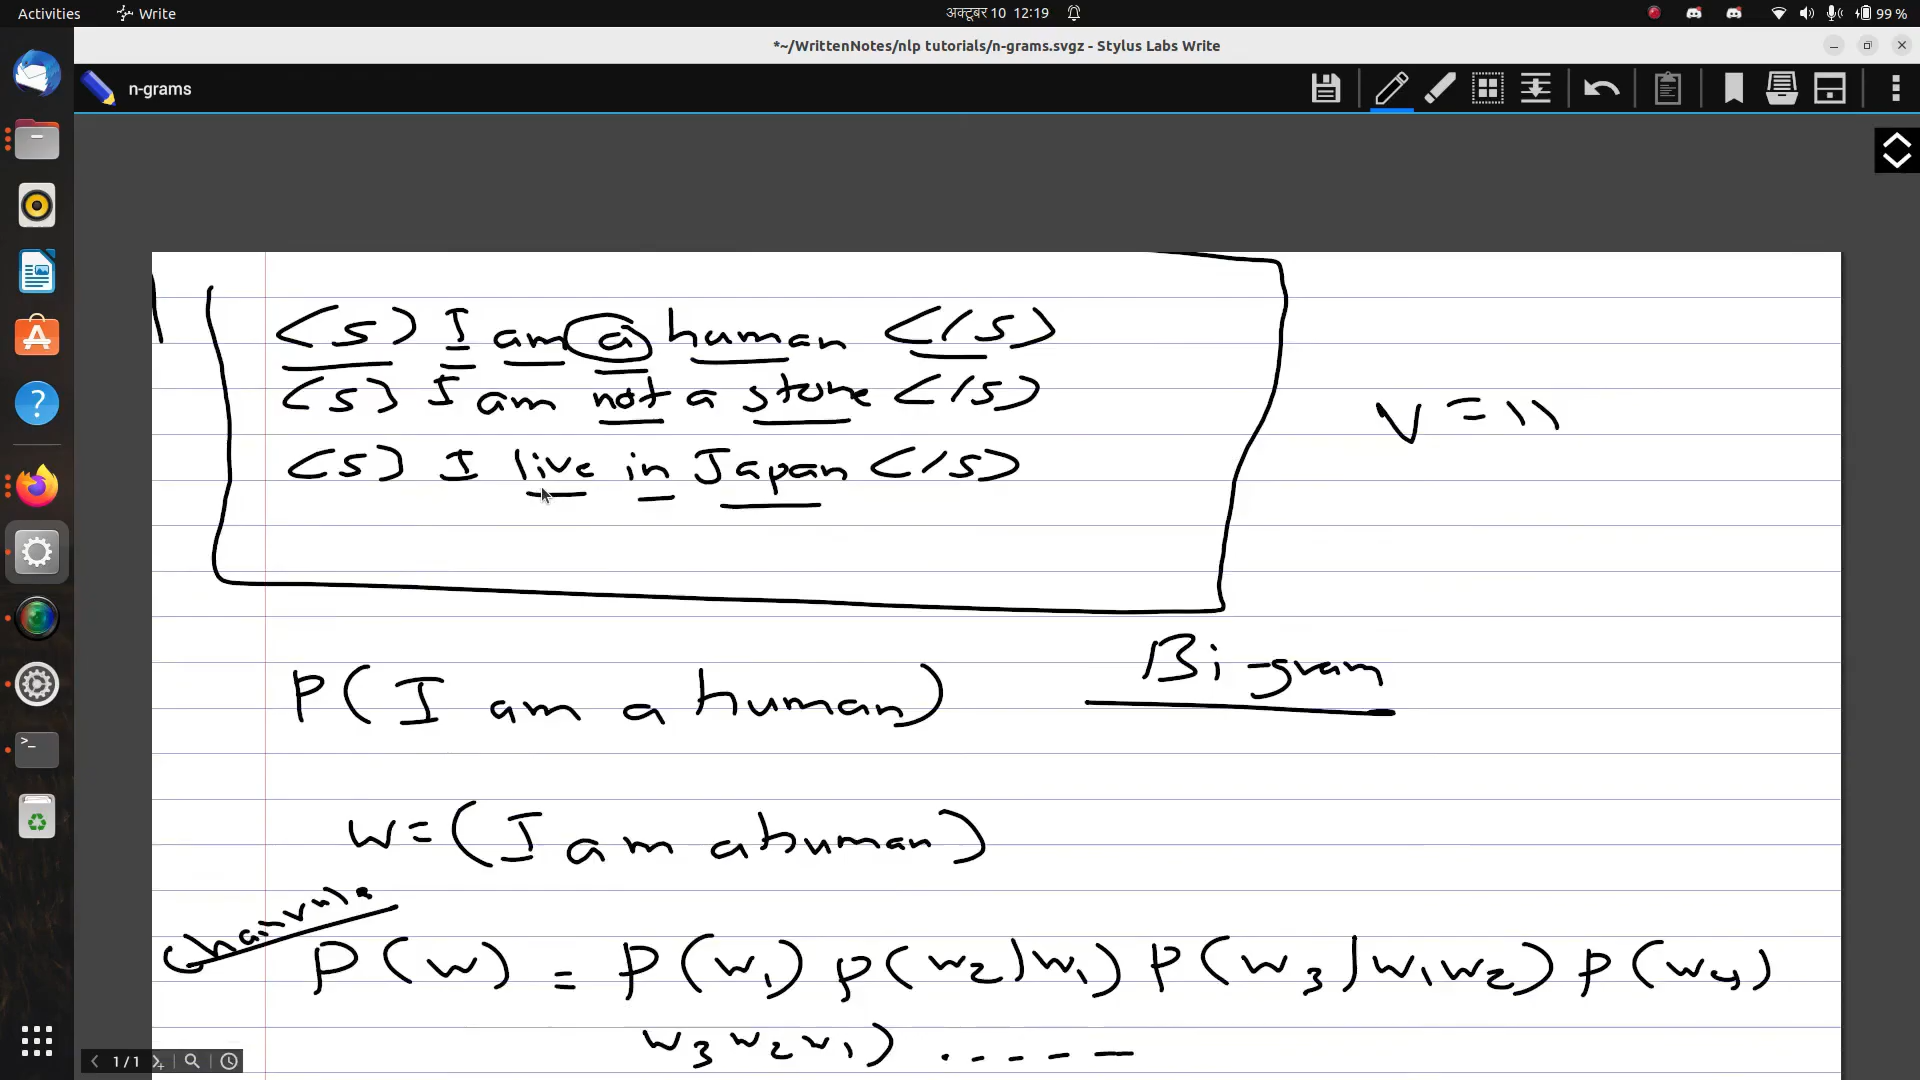 Activities
Write
अक्टूबर 10 12:19
99 %
*~/WrittenNotes/nlp tutorials/n-grams.svgz - Stylus Labs Write
n-grams
<s> I am a human </s>
<s> I am not a stone </s>
V = 11
<s> I live in Japan </s>
Bi-gram
P(I am a human)
w = (I am a human)
Chain rule
P(w) = P(w1) P(w2|w1) P(w3|w1w2) P(w4|
w3w2w1) . . . . . –
1 / 1